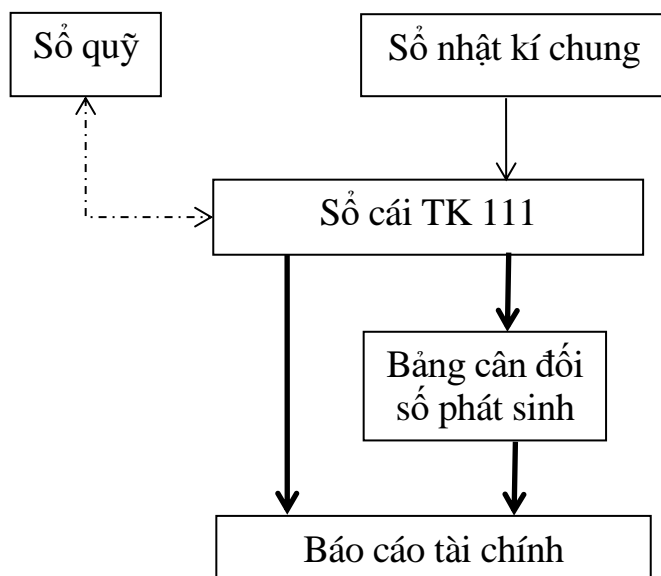 Sổ quỹ
Sổ nhật kí chung
Sổ cái TK 111
Bảng cân đối
số phát sinh
Báo cáo tài chính